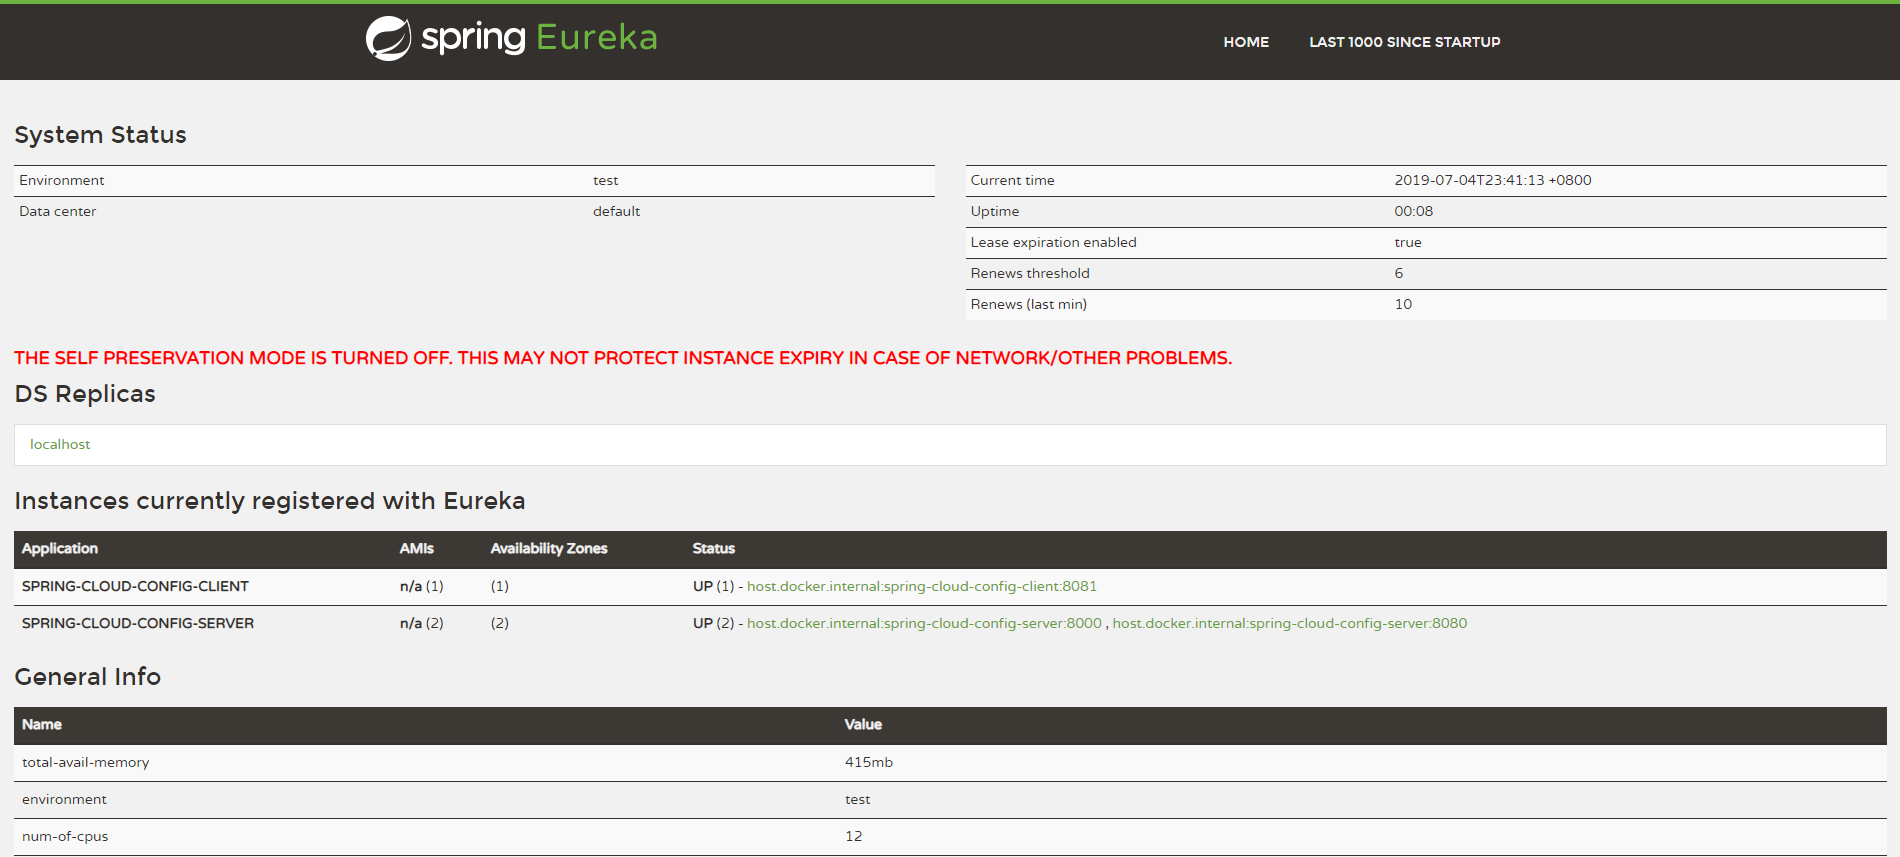 spring Eureka
HOME LAST 1000 SINCE STARTUP
System Status
Environment test
Data center default
Current time 2019-07-04T23:41:13 +0800
Uptime 00:08
Lease expiration enabled true
Renews threshold 6
Renews (last min) 10
THE SELF PRESERVATION MODE IS TURNED OFF. THIS MAY NOT PROTECT INSTANCE EXPIRY IN CASE OF NETWORK/OTHER PROBLEMS.
DS Replicas
localhost
Instances currently registered with Eureka
Application AMIs Availability Zones Status
SPRING-CLOUD-CONFIG-CLIENT n/a (1) (1) UP (1) - host.docker.internal:spring-cloud-config-client:8081
SPRING-CLOUD-CONFIG-SERVER n/a (2) (2) UP (2) - host.docker.internal:spring-cloud-config-server:8000 , host.docker.internal:spring-cloud-config-server:8080
General Info
Name Value
total-avail-memory 415mb
environment test
num-of-cpus 12